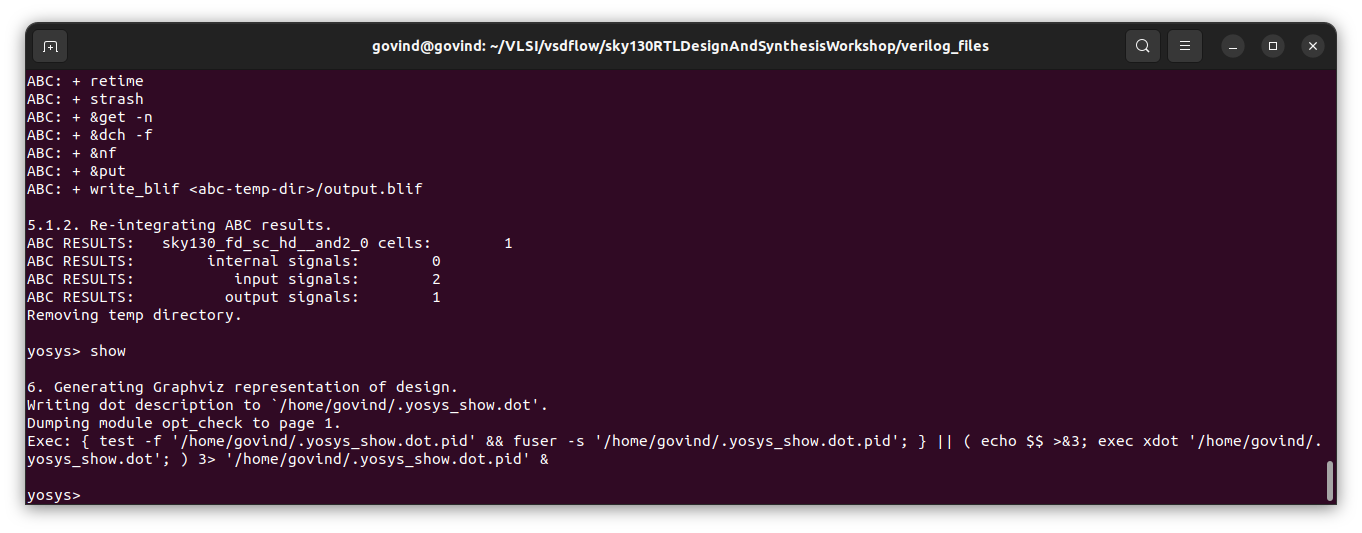 govind@govind: ~/VLSI/vsdflow/sky130RTLDesignAndSynthesisWorkshop/verilog_files
ABC: + retime
ABC: + strash
ABC: + &get -n
ABC: + &dch -f
ABC: + &nf
ABC: + &put
ABC: + write_blif <abc-temp-dir>/output.blif
5.1.2. Re-integrating ABC results.
ABC RESULTS:   sky130_fd_sc_hd__and2_0 cells:        1
ABC RESULTS:        internal signals:        0
ABC RESULTS:           input signals:        2
ABC RESULTS:          output signals:        1
Removing temp directory.
yosys> show
6. Generating Graphviz representation of design.
Writing dot description to `/home/govind/.yosys_show.dot'.
Dumping module opt_check to page 1.
Exec: { test -f '/home/govind/.yosys_show.dot.pid' && fuser -s '/home/govind/.yosys_show.dot.pid'; } || ( echo $$ >&3; exec xdot '/home/govind/.
yosys_show.dot'; ) 3> '/home/govind/.yosys_show.dot.pid' &
yosys>